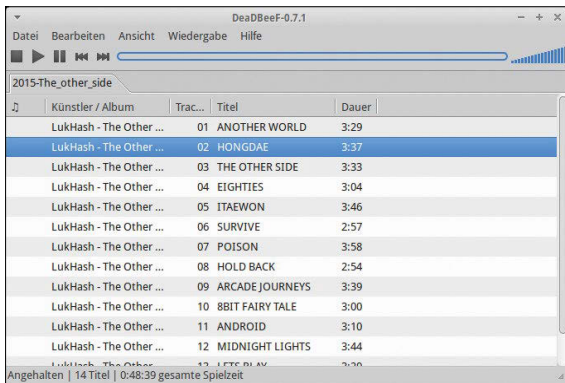 DeaDBeeF-0.7.1
Datei Bearbeiten Ansicht Wiedergabe Hilfe
2015-The_other_side
Künstler / Album Trac... Titel Dauer
LukHash - The Other ... 01 ANOTHER WORLD 3:29
LukHash - The Other ... 02 HONGDAE 3:37
LukHash - The Other ... 03 THE OTHER SIDE 3:33
LukHash - The Other ... 04 EIGHTIES 3:04
LukHash - The Other ... 05 ITAEWON 3:46
LukHash - The Other ... 06 SURVIVE 2:57
LukHash - The Other ... 07 POISON 3:58
LukHash - The Other ... 08 HOLD BACK 2:54
LukHash - The Other ... 09 ARCADE JOURNEYS 3:39
LukHash - The Other ... 10 8BIT FAIRY TALE 3:00
LukHash - The Other ... 11 ANDROID 3:10
LukHash - The Other ... 12 MIDNIGHT LIGHTS 3:44
LukHash - The Other ... 13 LETS PLAY
Angehalten | 14 Titel | 0:48:39 gesamte Spielzeit